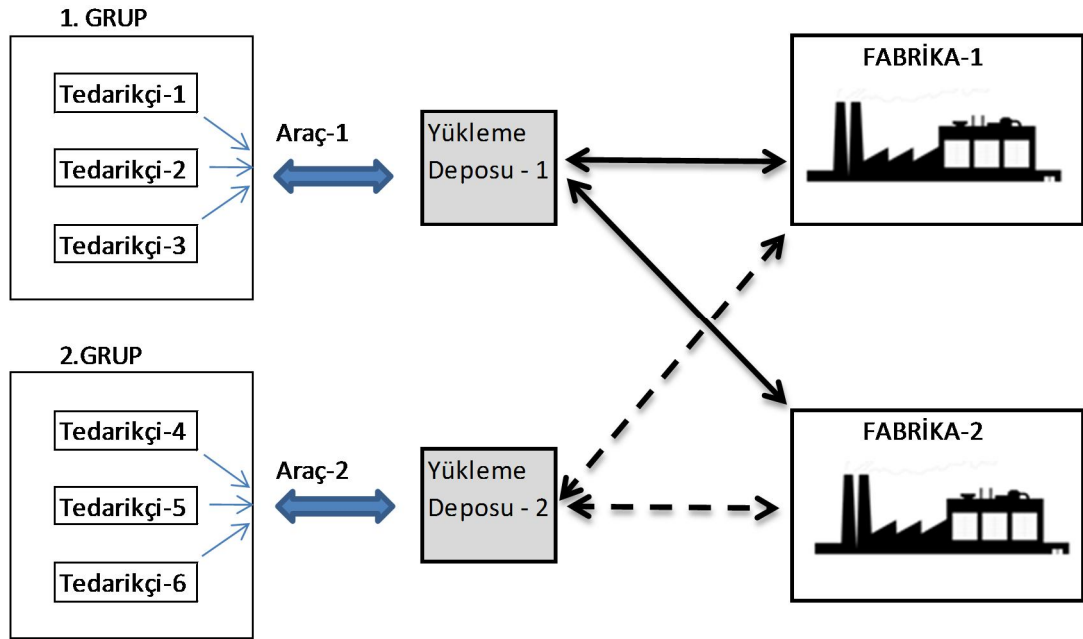 1. GRUP
Tedarikçi-1
Tedarikçi-2
Tedarikçi-3
Araç-1
Yükleme
Deposu - 1
FABRİKA-1
2.GRUP
Tedarikçi-4
Tedarikçi-5
Tedarikçi-6
Araç-2
Yükleme
Deposu - 2
FABRİKA-2